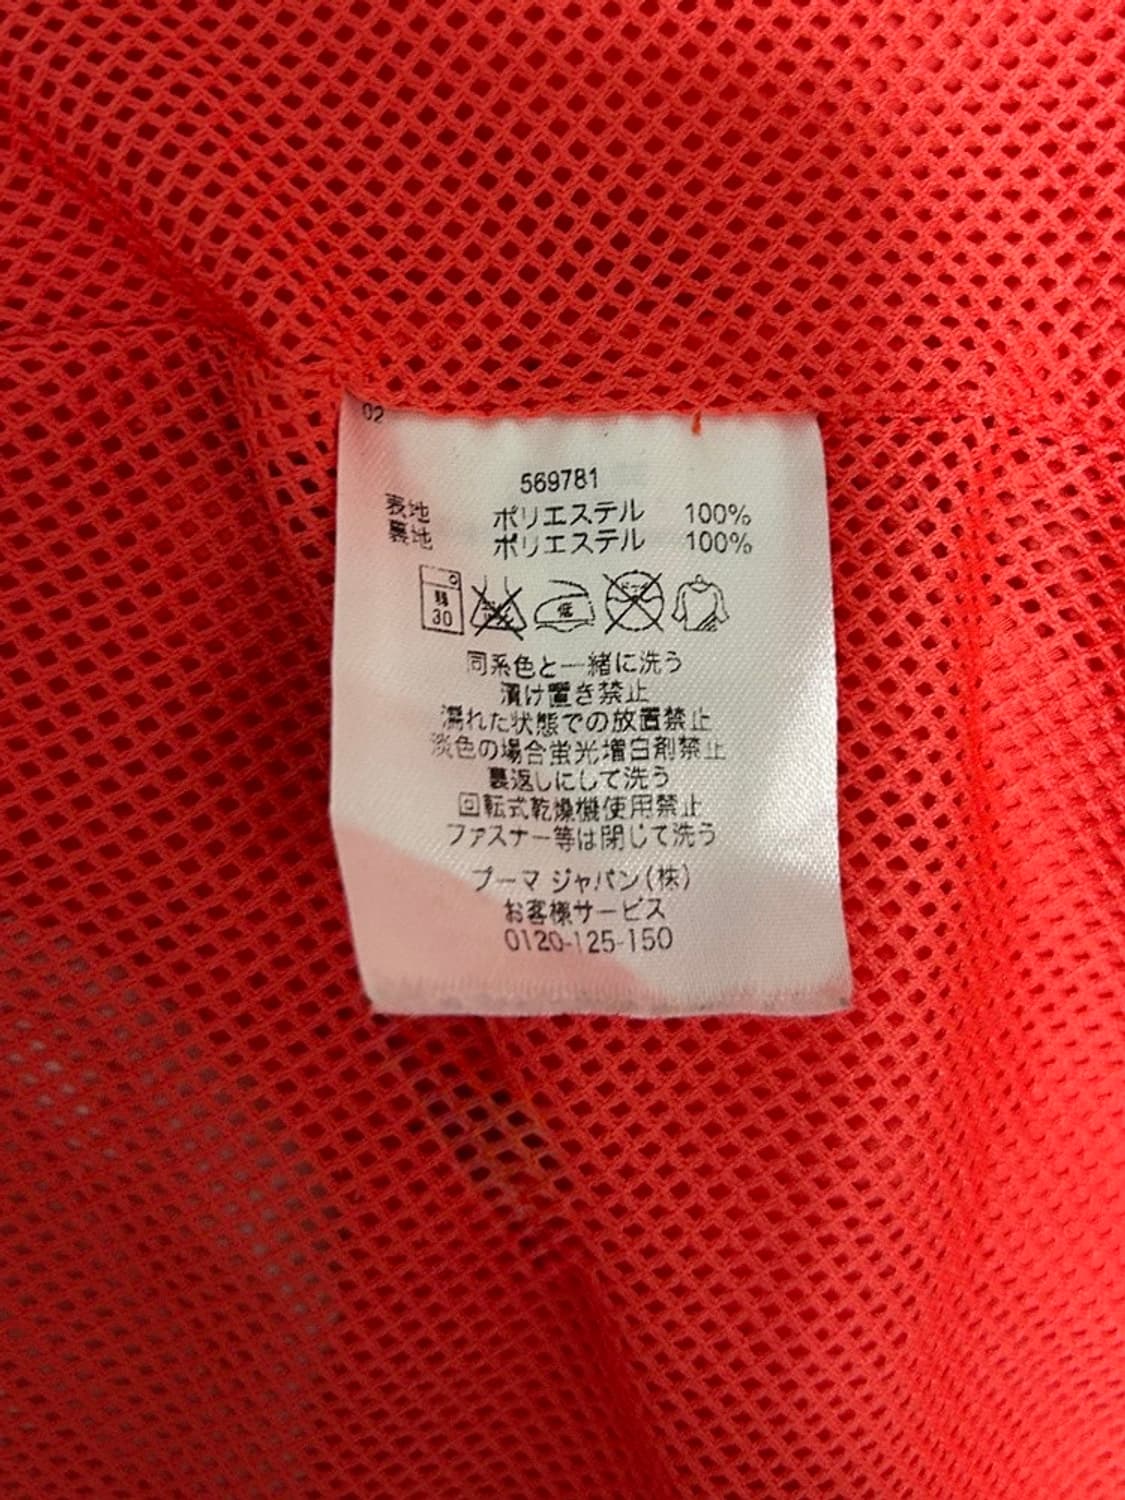 02
569781
表地 ポリエステル 100%
裏地 ポリエステル 100%
弱 30 低
同系色と一緒に洗う
漬け置き禁止
濡れた状態での放置禁止
淡色の場合蛍光増白剤禁止
裏返しにして洗う
回転式乾燥機使用禁止
ファスナー等は閉じて洗う
プーマ ジャパン(株)
お客様サービス
0120-125-150